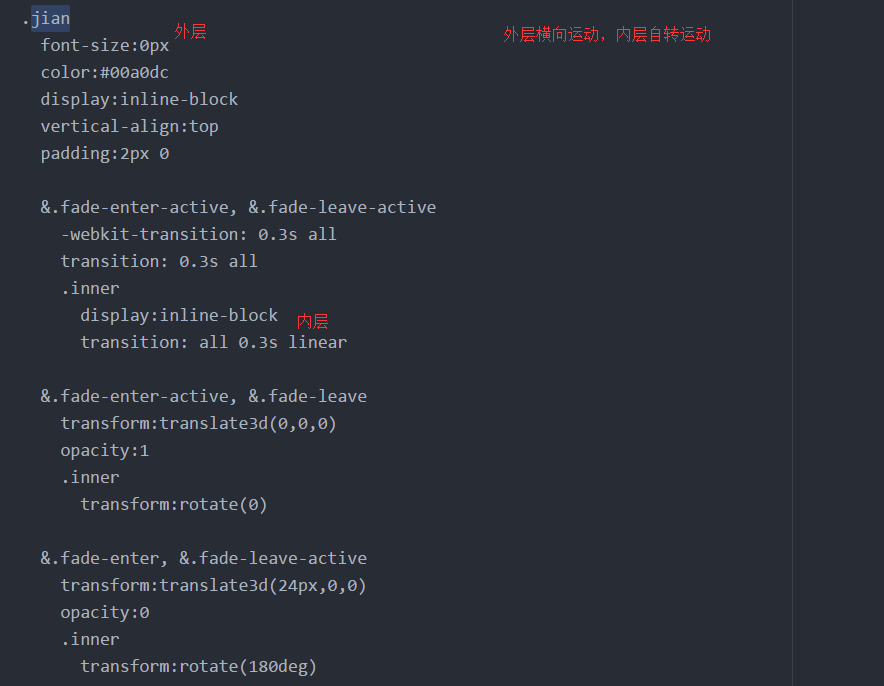 .jian 外层
外层横向运动，内层自转运动
font-size:0px
color:#00a0dc
display:inline-block
vertical-align:top
padding:2px 0
&.fade-enter-active, &.fade-leave-active
-webkit-transition: 0.3s all
transition: 0.3s all
.inner
display:inline-block 内层
transition: all 0.3s linear
&.fade-enter-active, &.fade-leave
transform:translate3d(0,0,0)
opacity:1
.inner
transform:rotate(0)
&.fade-enter, &.fade-leave-active
transform:translate3d(24px,0,0)
opacity:0
.inner
transform:rotate(180deg)